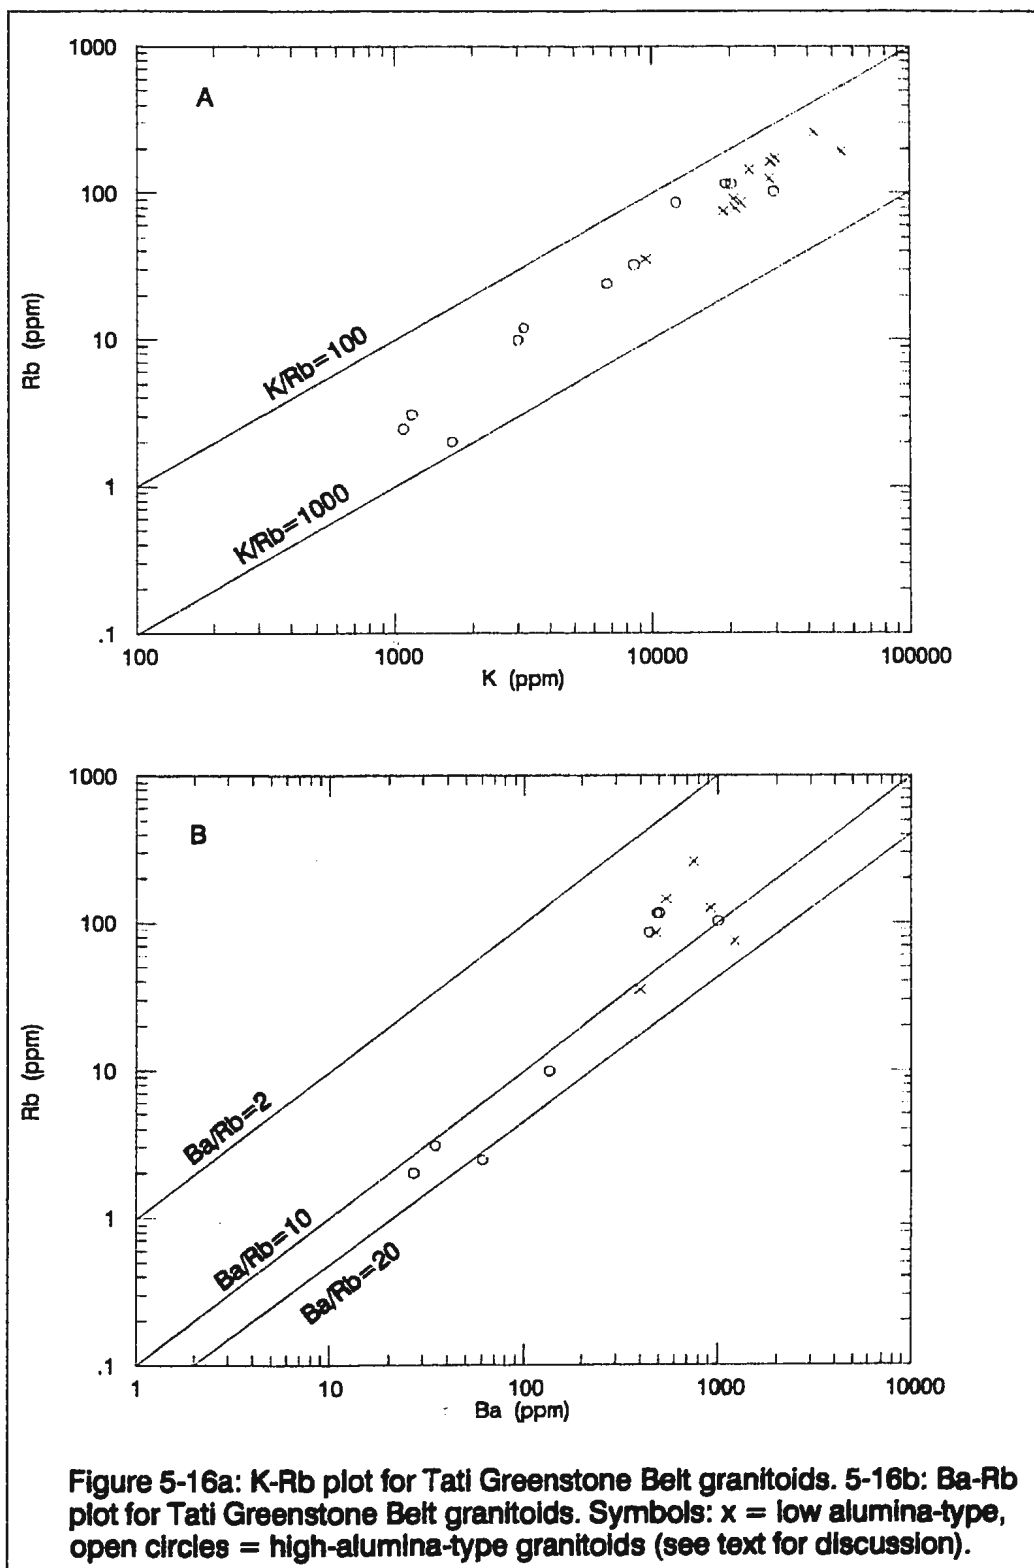 1000
A
100
Rb (ppm)
10
K/Rb=100
1
K/Rb=1000
.1
100
1000
10000
100000
K (ppm)
1000
B
100
Rb (ppm)
10
Ba/Rb=2
1
Ba/Rb=10
Ba/Rb=20
.1
1
10
100
1000
10000
Ba (ppm)
Figure 5-16a: K-Rb plot for Tati Greenstone Belt granitoids. 5-16b: Ba-Rb
plot for Tati Greenstone Belt granitoids. Symbols: x = low alumina-type,
open circles = high-alumina-type granitoids (see text for discussion).